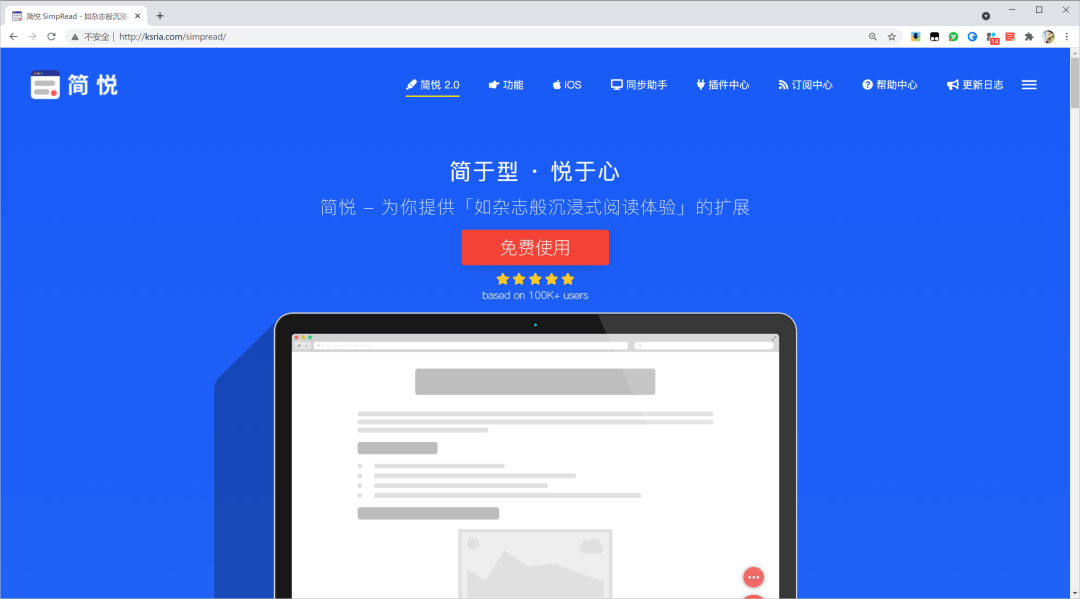 简悦 SimpRead - 如杂志般沉浸
不安全 | http://ksria.com/simpread/
14
简悦
简悦 2.0
功能
iOS
同步助手
插件中心
订阅中心
帮助中心
更新日志
简于型 · 悦于心
简悦 – 为你提供「如杂志般沉浸式阅读体验」的扩展
免费使用
based on 100K+ users